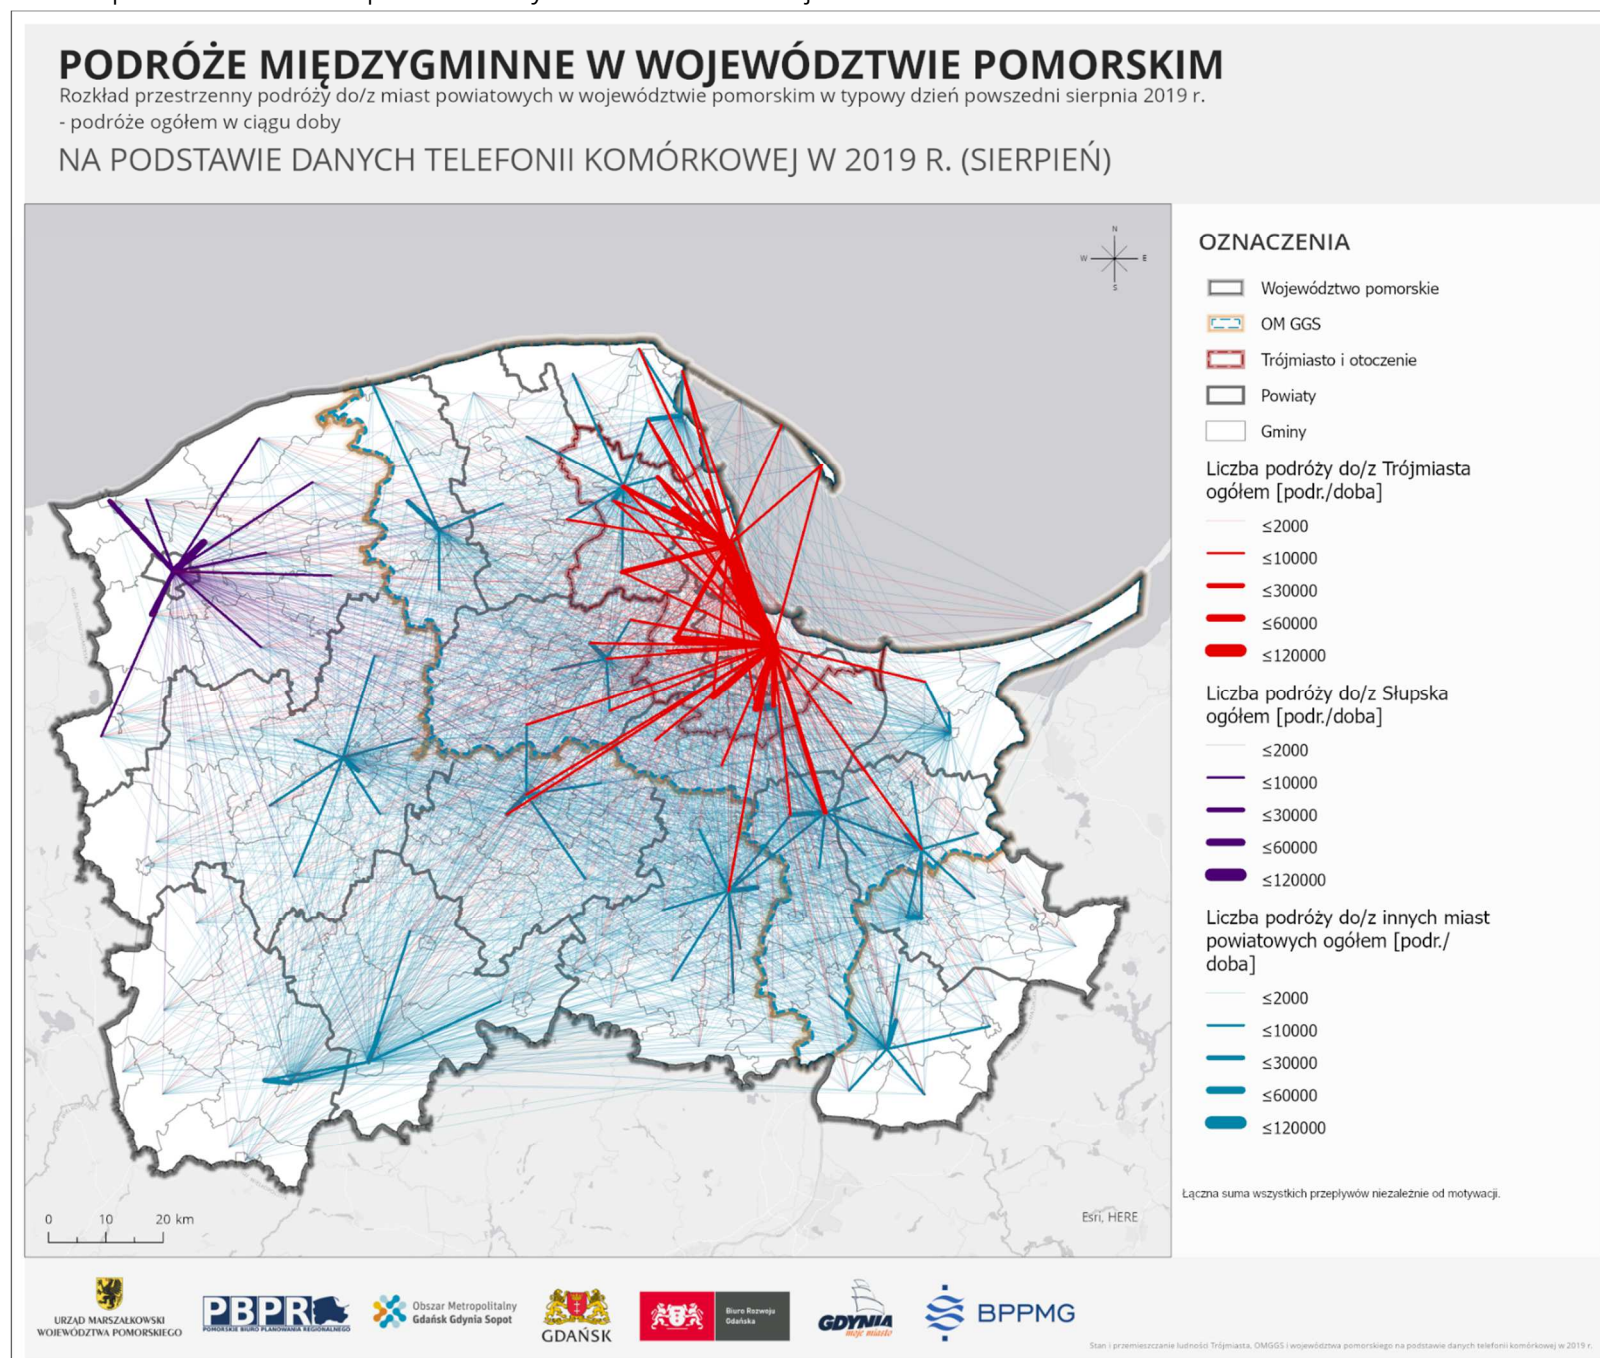 PODRÓŻE MIĘDZYGMINNE W WOJEWÓDZTWIE POMORSKIM
Rozkład przestrzenny podróży do/z miast powiatowych w województwie pomorskim w typowy dzień powszedni sierpnia 2019 r.
- podróże ogółem w ciągu doby
NA PODSTAWIE DANYCH TELEFONII KOMÓRKOWEJ W 2019 R. (SIERPIEŃ)
N
W E
S
OZNACZENIA
Województwo pomorskie
OM GGS
Trójmiasto i otoczenie
Powiaty
Gminy
Liczba podróży do/z Trójmiasta
ogółem [podr./doba]
≤2000
≤10000
≤30000
≤60000
≤120000
Liczba podróży do/z Słupska
ogółem [podr./doba]
≤2000
≤10000
≤30000
≤60000
≤120000
Liczba podróży do/z innych miast
powiatowych ogółem [podr./
doba]
≤2000
≤10000
≤30000
≤60000
≤120000
Łączna suma wszystkich przepływów niezależnie od motywacji.
0 10 20 km
Esri, HERE
URZĄD MARSZAŁKOWSKI
WOJEWÓDZTWA POMORSKIEGO
PBPR
POMORSKIE BIURO PLANOWANIA REGIONALNEGO
Obszar Metropolitalny
Gdańsk Gdynia Sopot
GDAŃSK
Biuro Rozwoju
Gdańska
GDYNIA
moje miasto
BPPMG
Stan i przemieszczanie ludności Trójmiasta, OMGGS i województwa pomorskiego na podstawie danych telefonii komórkowej w 2019 r.